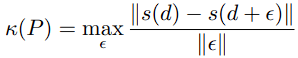 κ(P) = max_ϵ ‖s(d) − s(d + ϵ)‖ / ‖ϵ‖